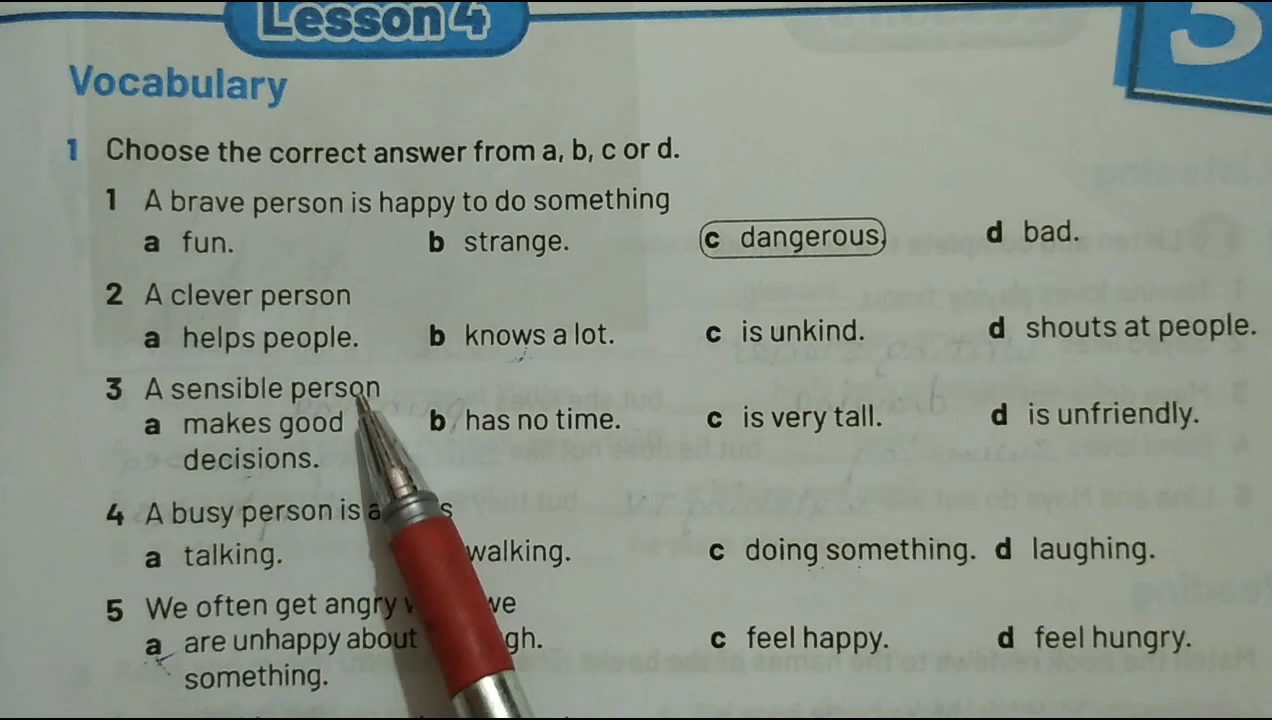 Lesson 4
5
Vocabulary
1 Choose the correct answer from a, b, c or d.
1 A brave person is happy to do something
a fun. b strange. c dangerous. d bad.
2 A clever person
a helps people. b knows a lot. c is unkind. d shouts at people.
3 A sensible person
a makes good b has no time. c is very tall. d is unfriendly.
decisions.
4 A busy person is
a talking. walking. c doing something. d laughing.
5 We often get angry
a are unhappy about c feel happy. d feel hungry.
something.